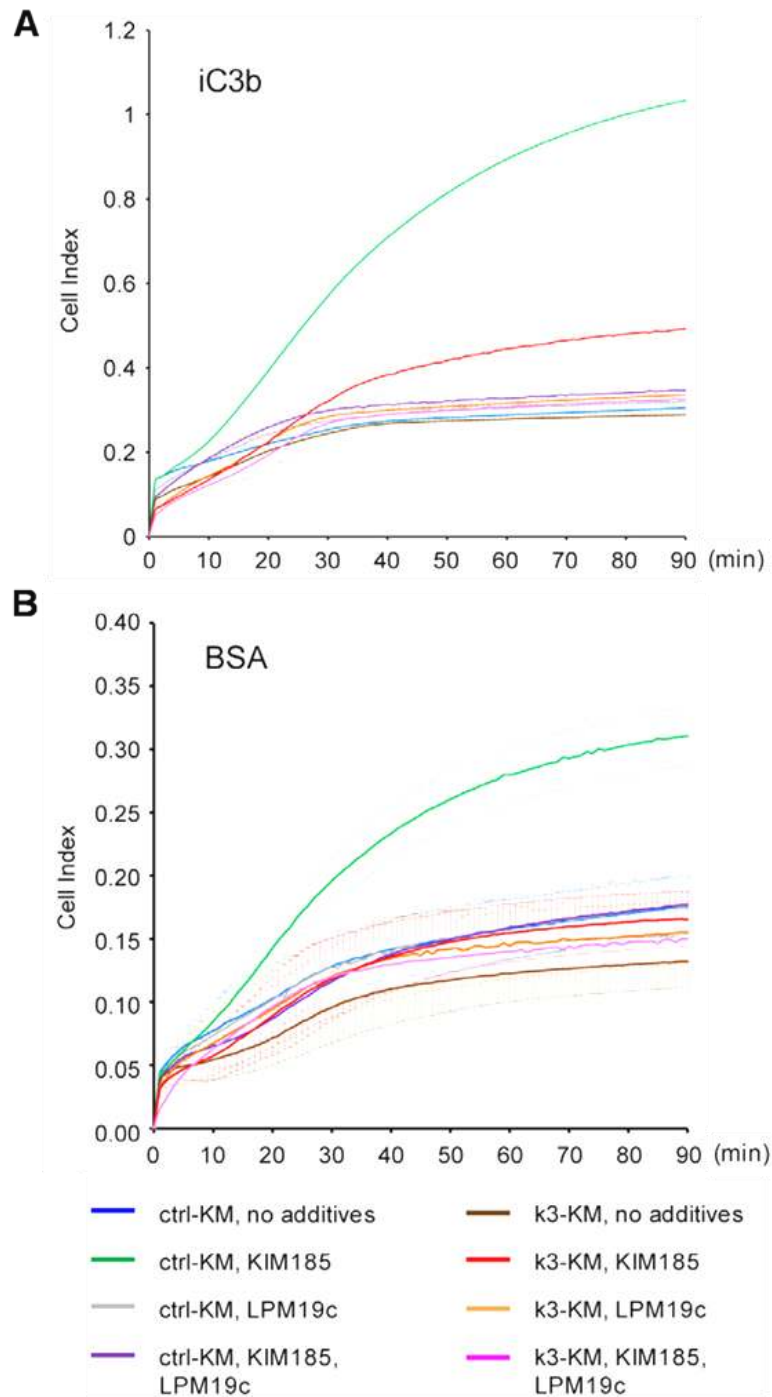 A
iC3b
1.2
1
0.8
0.6
0.4
0.2
0
Cell Index
0 10 20 30 40 50 60 70 80 90 (min)
B
BSA
0.40
0.35
0.30
0.25
0.20
0.15
0.10
0.05
0.00
Cell Index
0 10 20 30 40 50 60 70 80 90 (min)
ctrl-KM, no additives
ctrl-KM, KIM185
ctrl-KM, LPM19c
ctrl-KM, KIM185,
LPM19c
k3-KM, no additives
k3-KM, KIM185
k3-KM, LPM19c
k3-KM, KIM185,
LPM19c